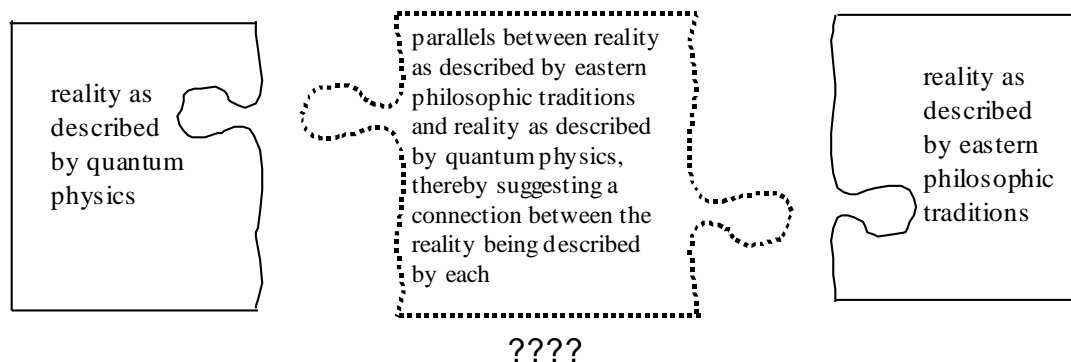 reality as
described
by quantum
physics
parallels between reality
as described by eastern
philosophic traditions
and reality as described
by quantum physics,
thereby suggesting a
connection between the
reality being described
by each
reality as
described
by eastern
philosophic
traditions
????